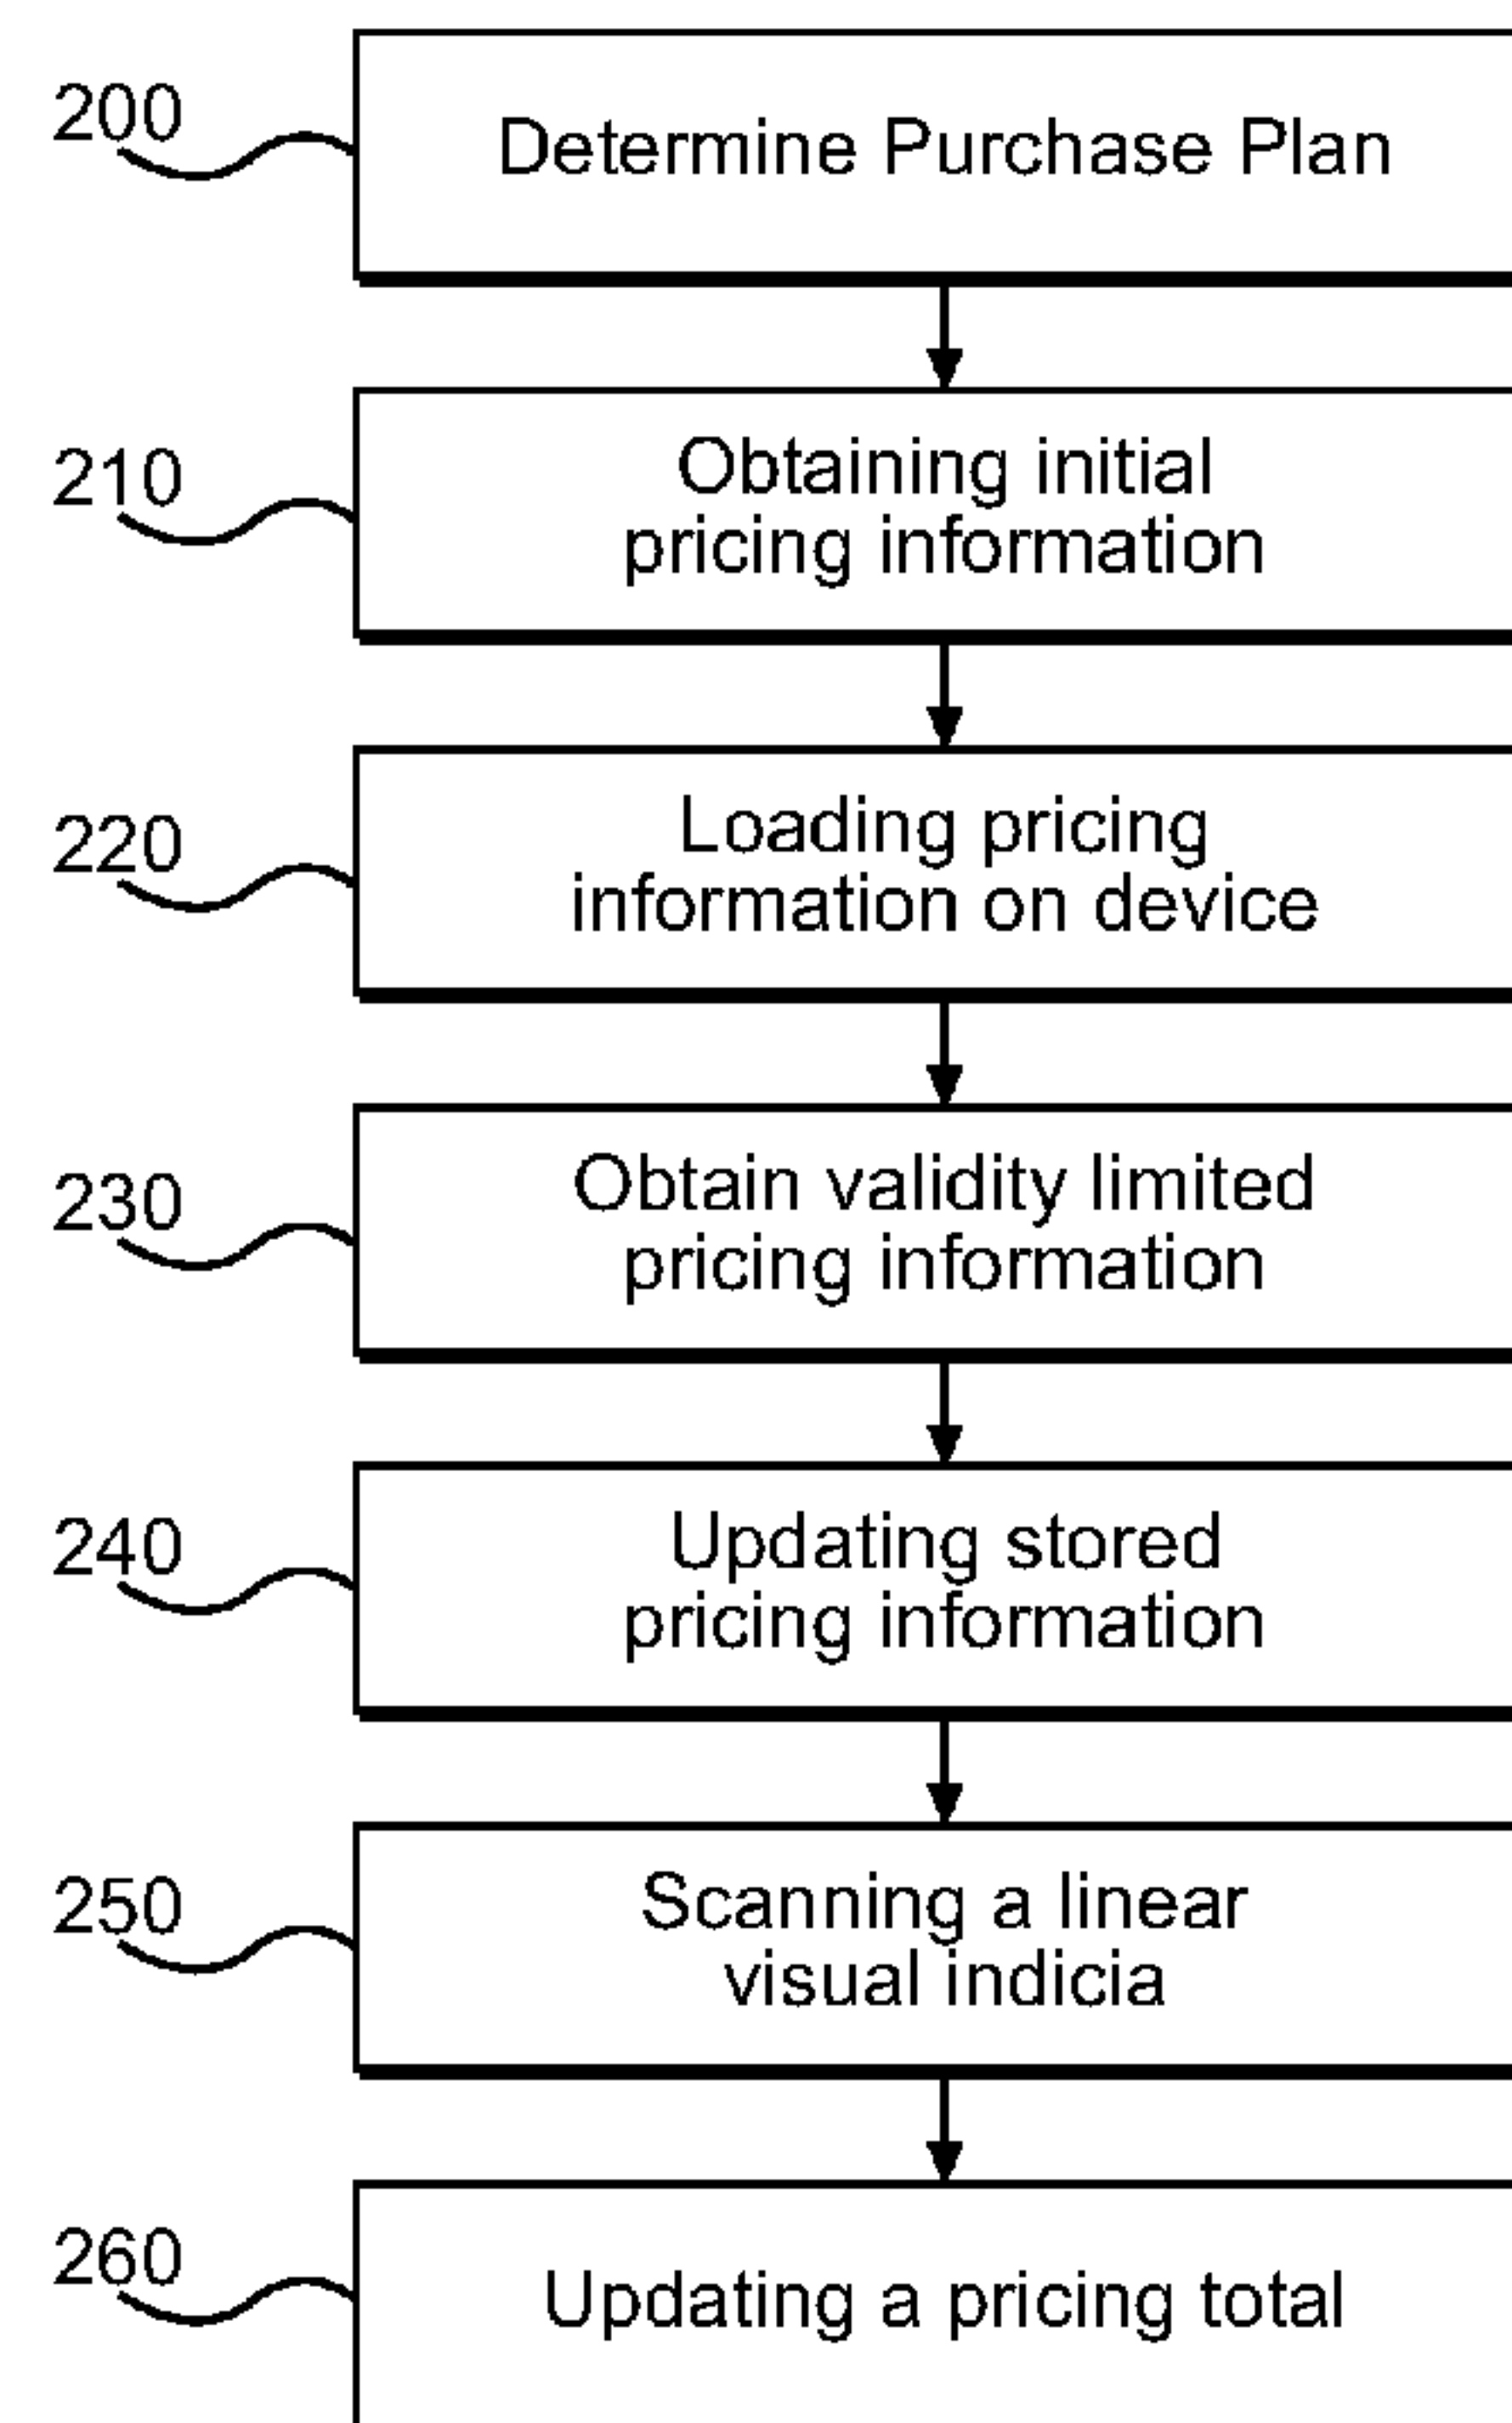 200
Determine Purchase Plan
210
Obtaining initial
pricing information
220
Loading pricing
information on device
230
Obtain validity limited
pricing information
240
Updating stored
pricing information
250
Scanning a linear
visual indicia
260
Updating a pricing total